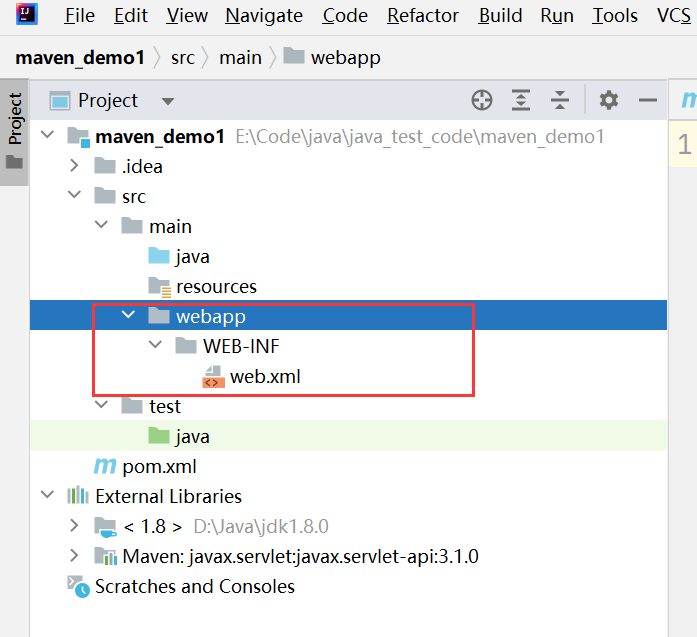 IJ File Edit View Navigate Code Refactor Build Run Tools VCS
maven_demo1 src main webapp
Project
Project
m
maven_demo1 E:\Code\java\java_test_code\maven_demo1
1
.idea
src
main
java
resources
webapp
WEB-INF
<> web.xml
test
java
m pom.xml
External Libraries
< 1.8 > D:\Java\jdk1.8.0
Maven: javax.servlet:javax.servlet-api:3.1.0
Scratches and Consoles